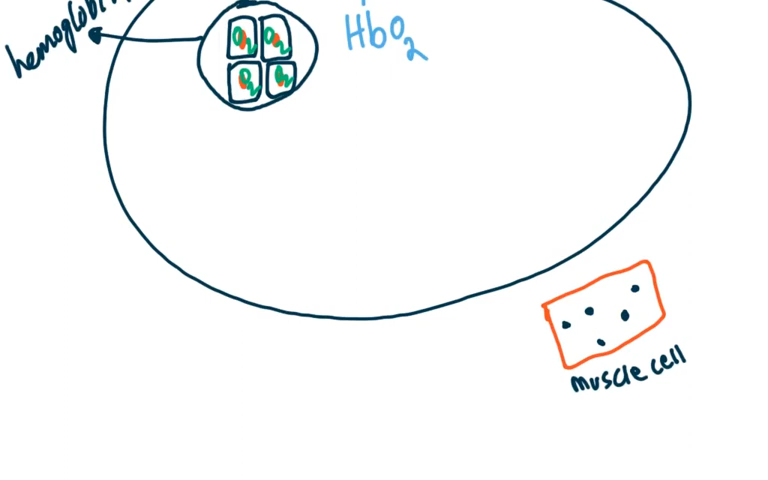 hemoglobin
HbO₂
O₂ O₂
O₂ O₂
muscle cell